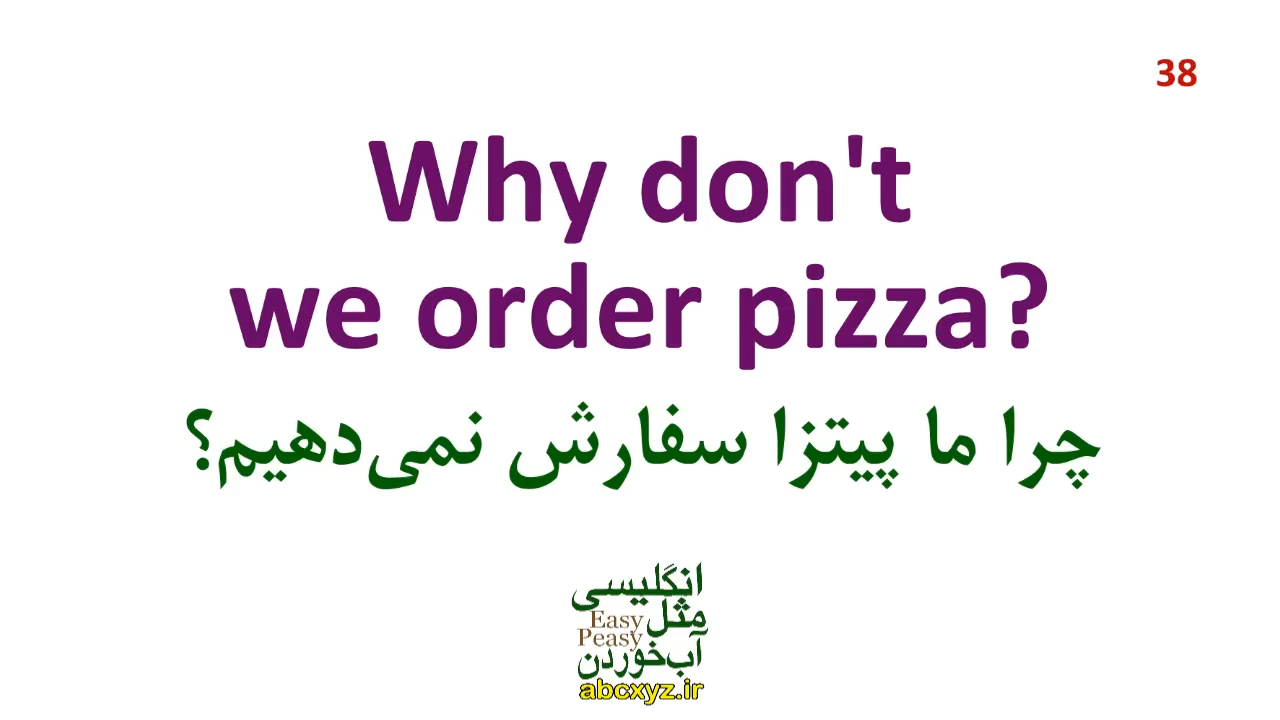 38
Why don't
we order pizza?
چرا ما پیتزا سفارش نمی‌دهیم؟
انگلیسی
مثل
Easy
Peasy
آب‌خوردن
abcxyz.ir